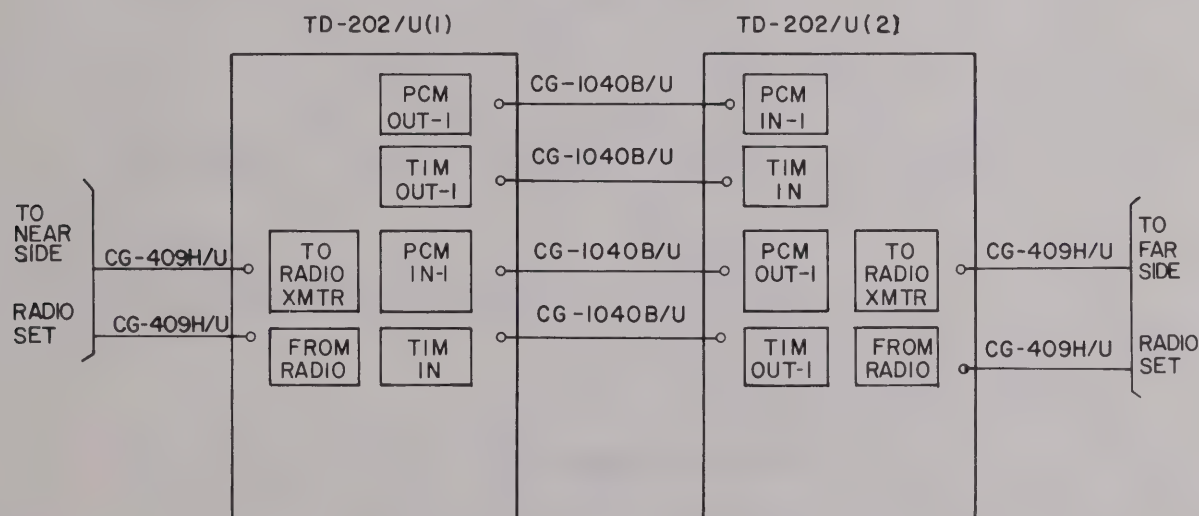 TD-202/U(1)
TD-202/U(2)
PCM
OUT-1
CG-1040B/U
PCM
IN-1
TIM
OUT-1
CG-1040B/U
TIM
IN
TO
NEAR
SIDE
RADIO
SET
CG-409H/U
CG-409H/U
TO
RADIO
XMTR
PCM
IN-1
CG-1040B/U
PCM
OUT-1
TO
RADIO
XMTR
CG-409H/U
TO
FAR
SIDE
FROM
RADIO
TIM
IN
CG-1040B/U
TIM
OUT-1
FROM
RADIO
CG-409H/U
RADIO
SET